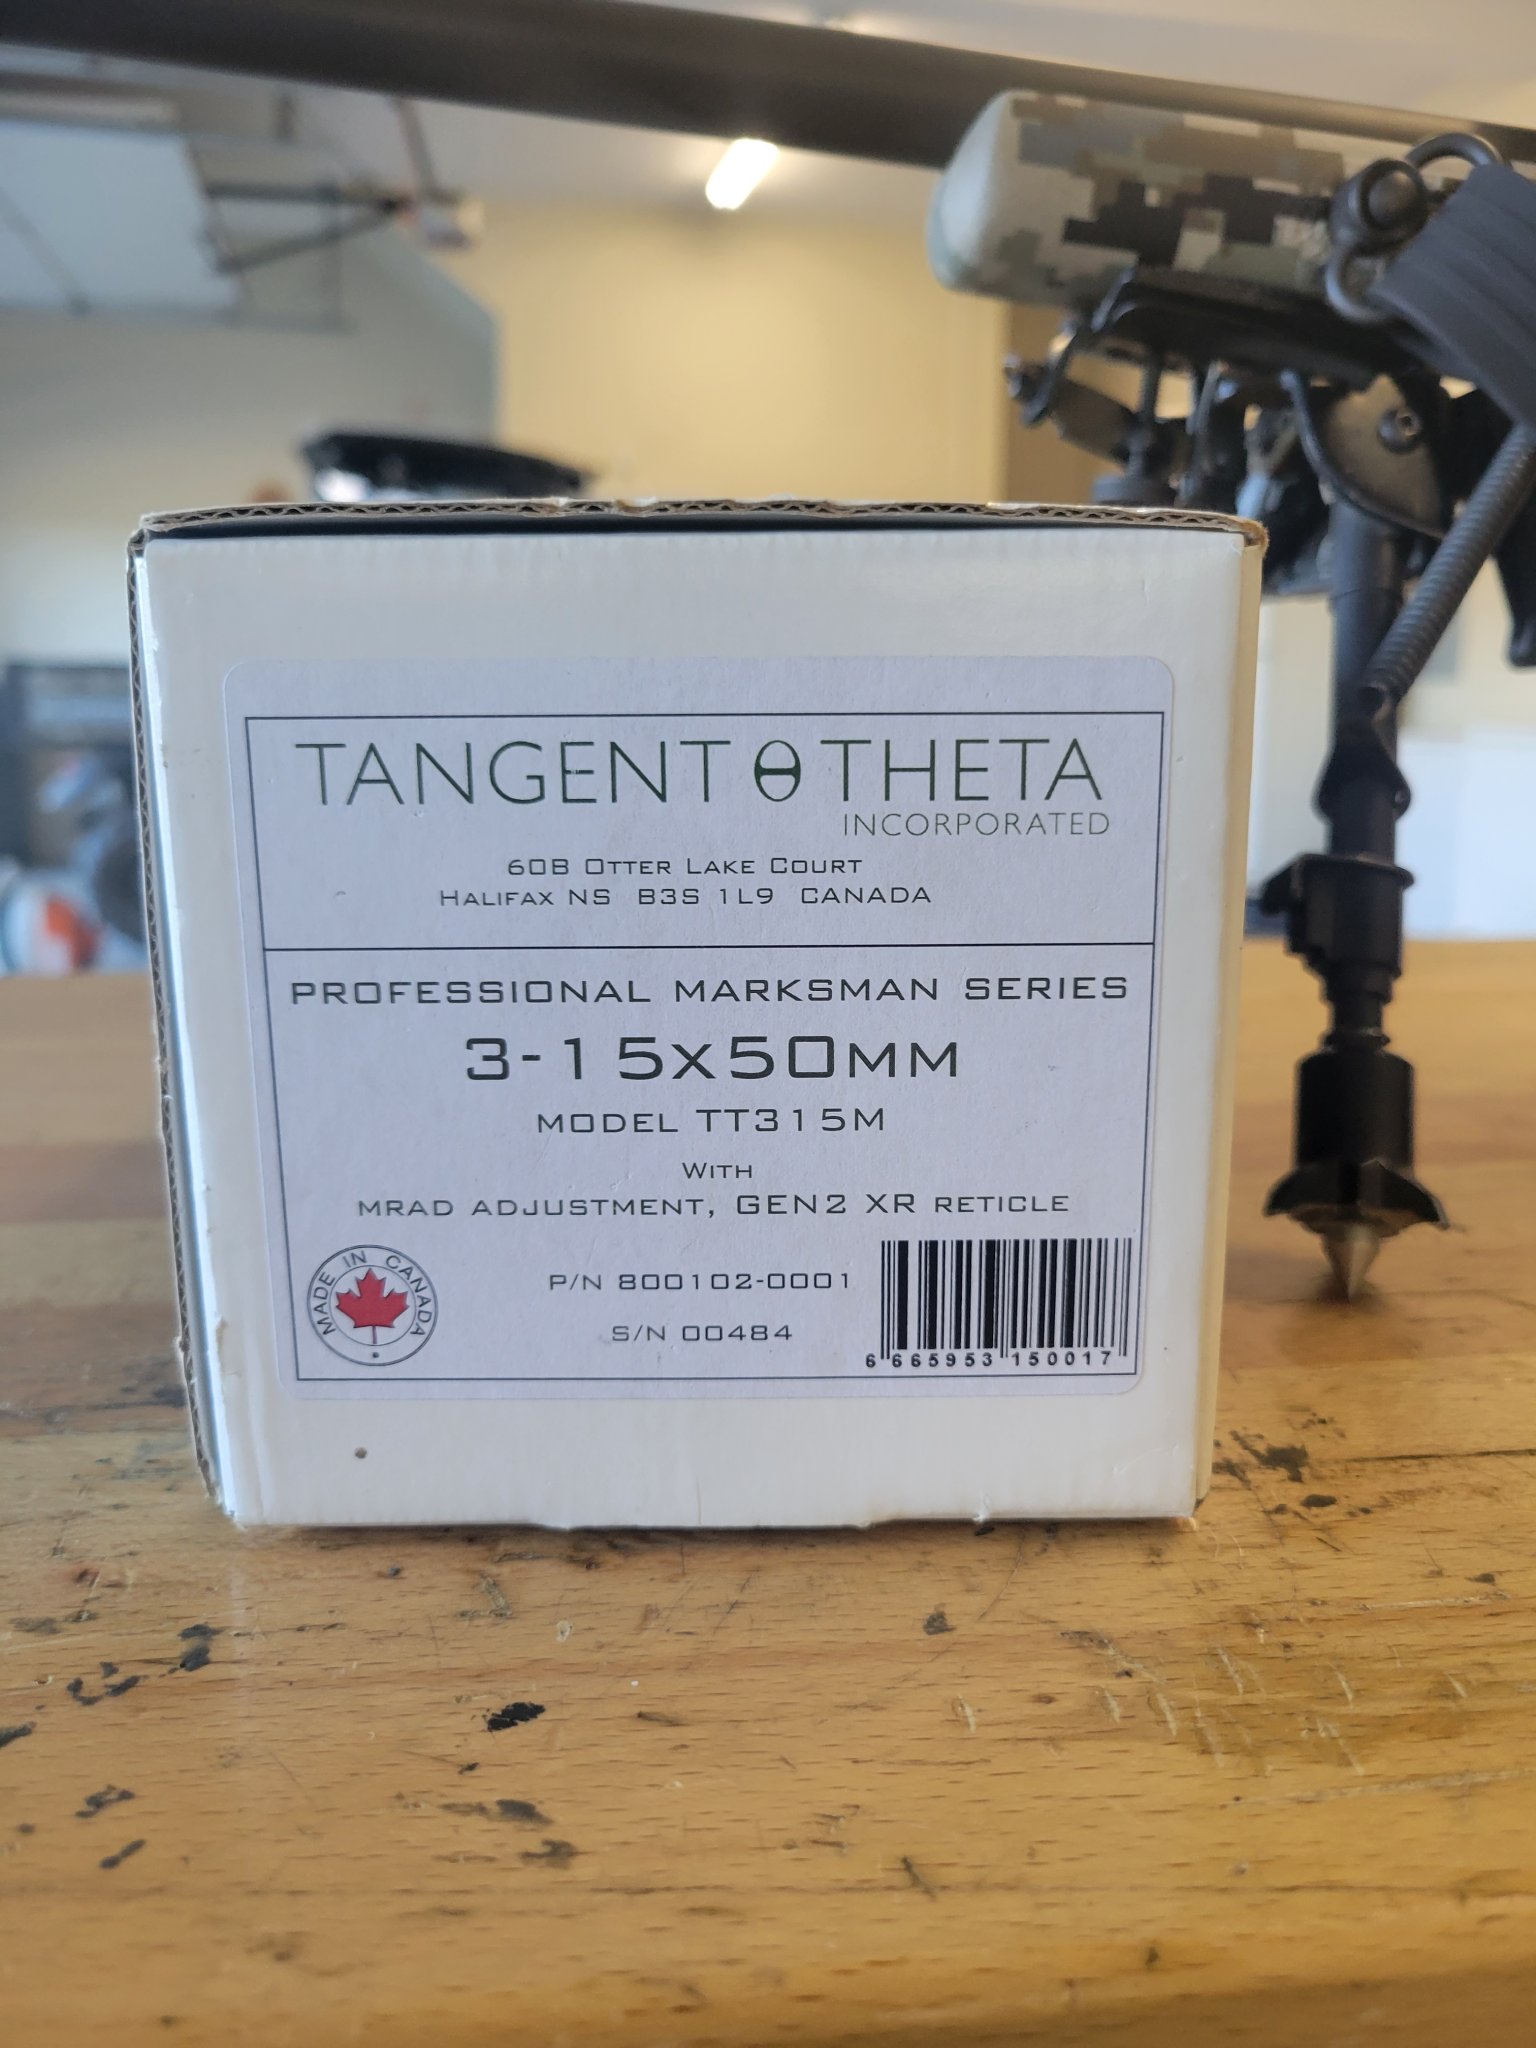 TANGENT θ THETA
INCORPORATED
60B OTTER LAKE COURT
HALIFAX NS B3S 1L9 CANADA
PROFESSIONAL MARKSMAN SERIES
3-15X50MM
MODEL TT315M
WITH
MRAD ADJUSTMENT, GEN2 XR RETICLE
MADE IN CANADA
P/N 800102-0001
S/N 00484
6 665953 150017